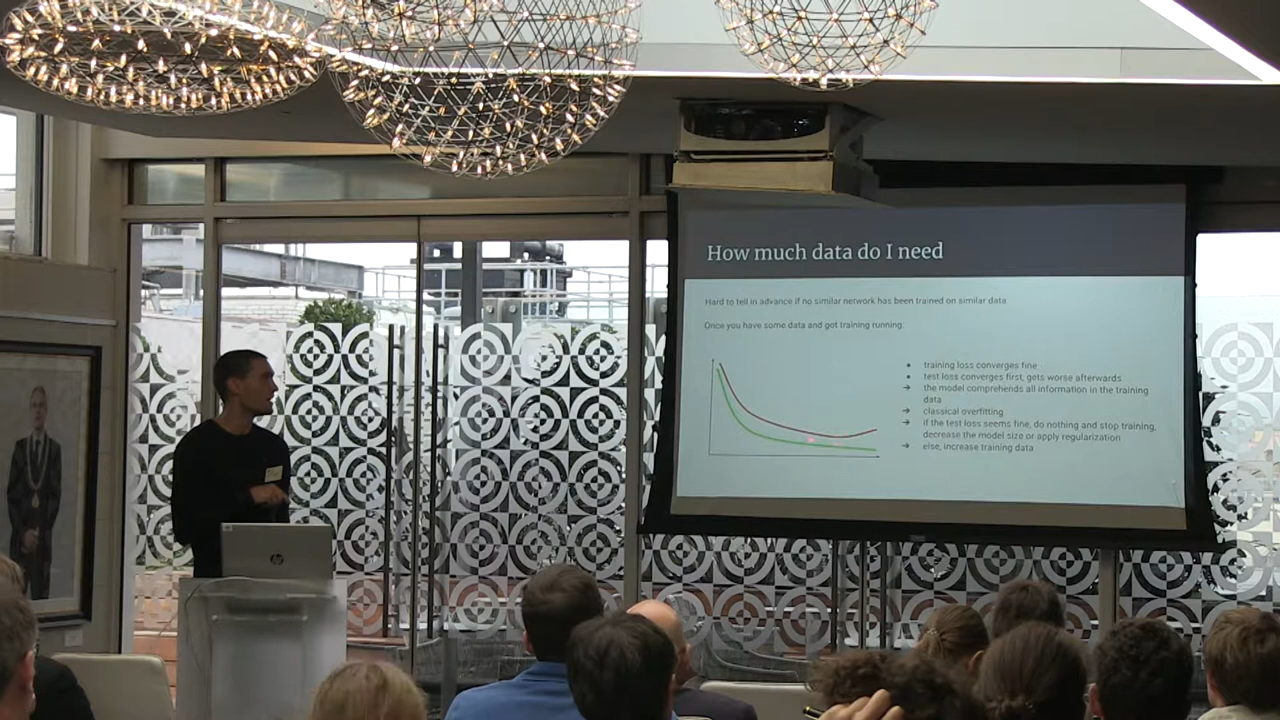 How much data do I need
Hard to tell in advance if no similar network has been trained on similar data.
Once you have some data and got training running:
training loss converges fine
test loss converges first, gets worse afterwards
the model comprehends all information in the training
data
classical overfitting
if the test loss seems fine, do nothing and stop training,
decrease the model size or apply regularization
else, increase training data
hp